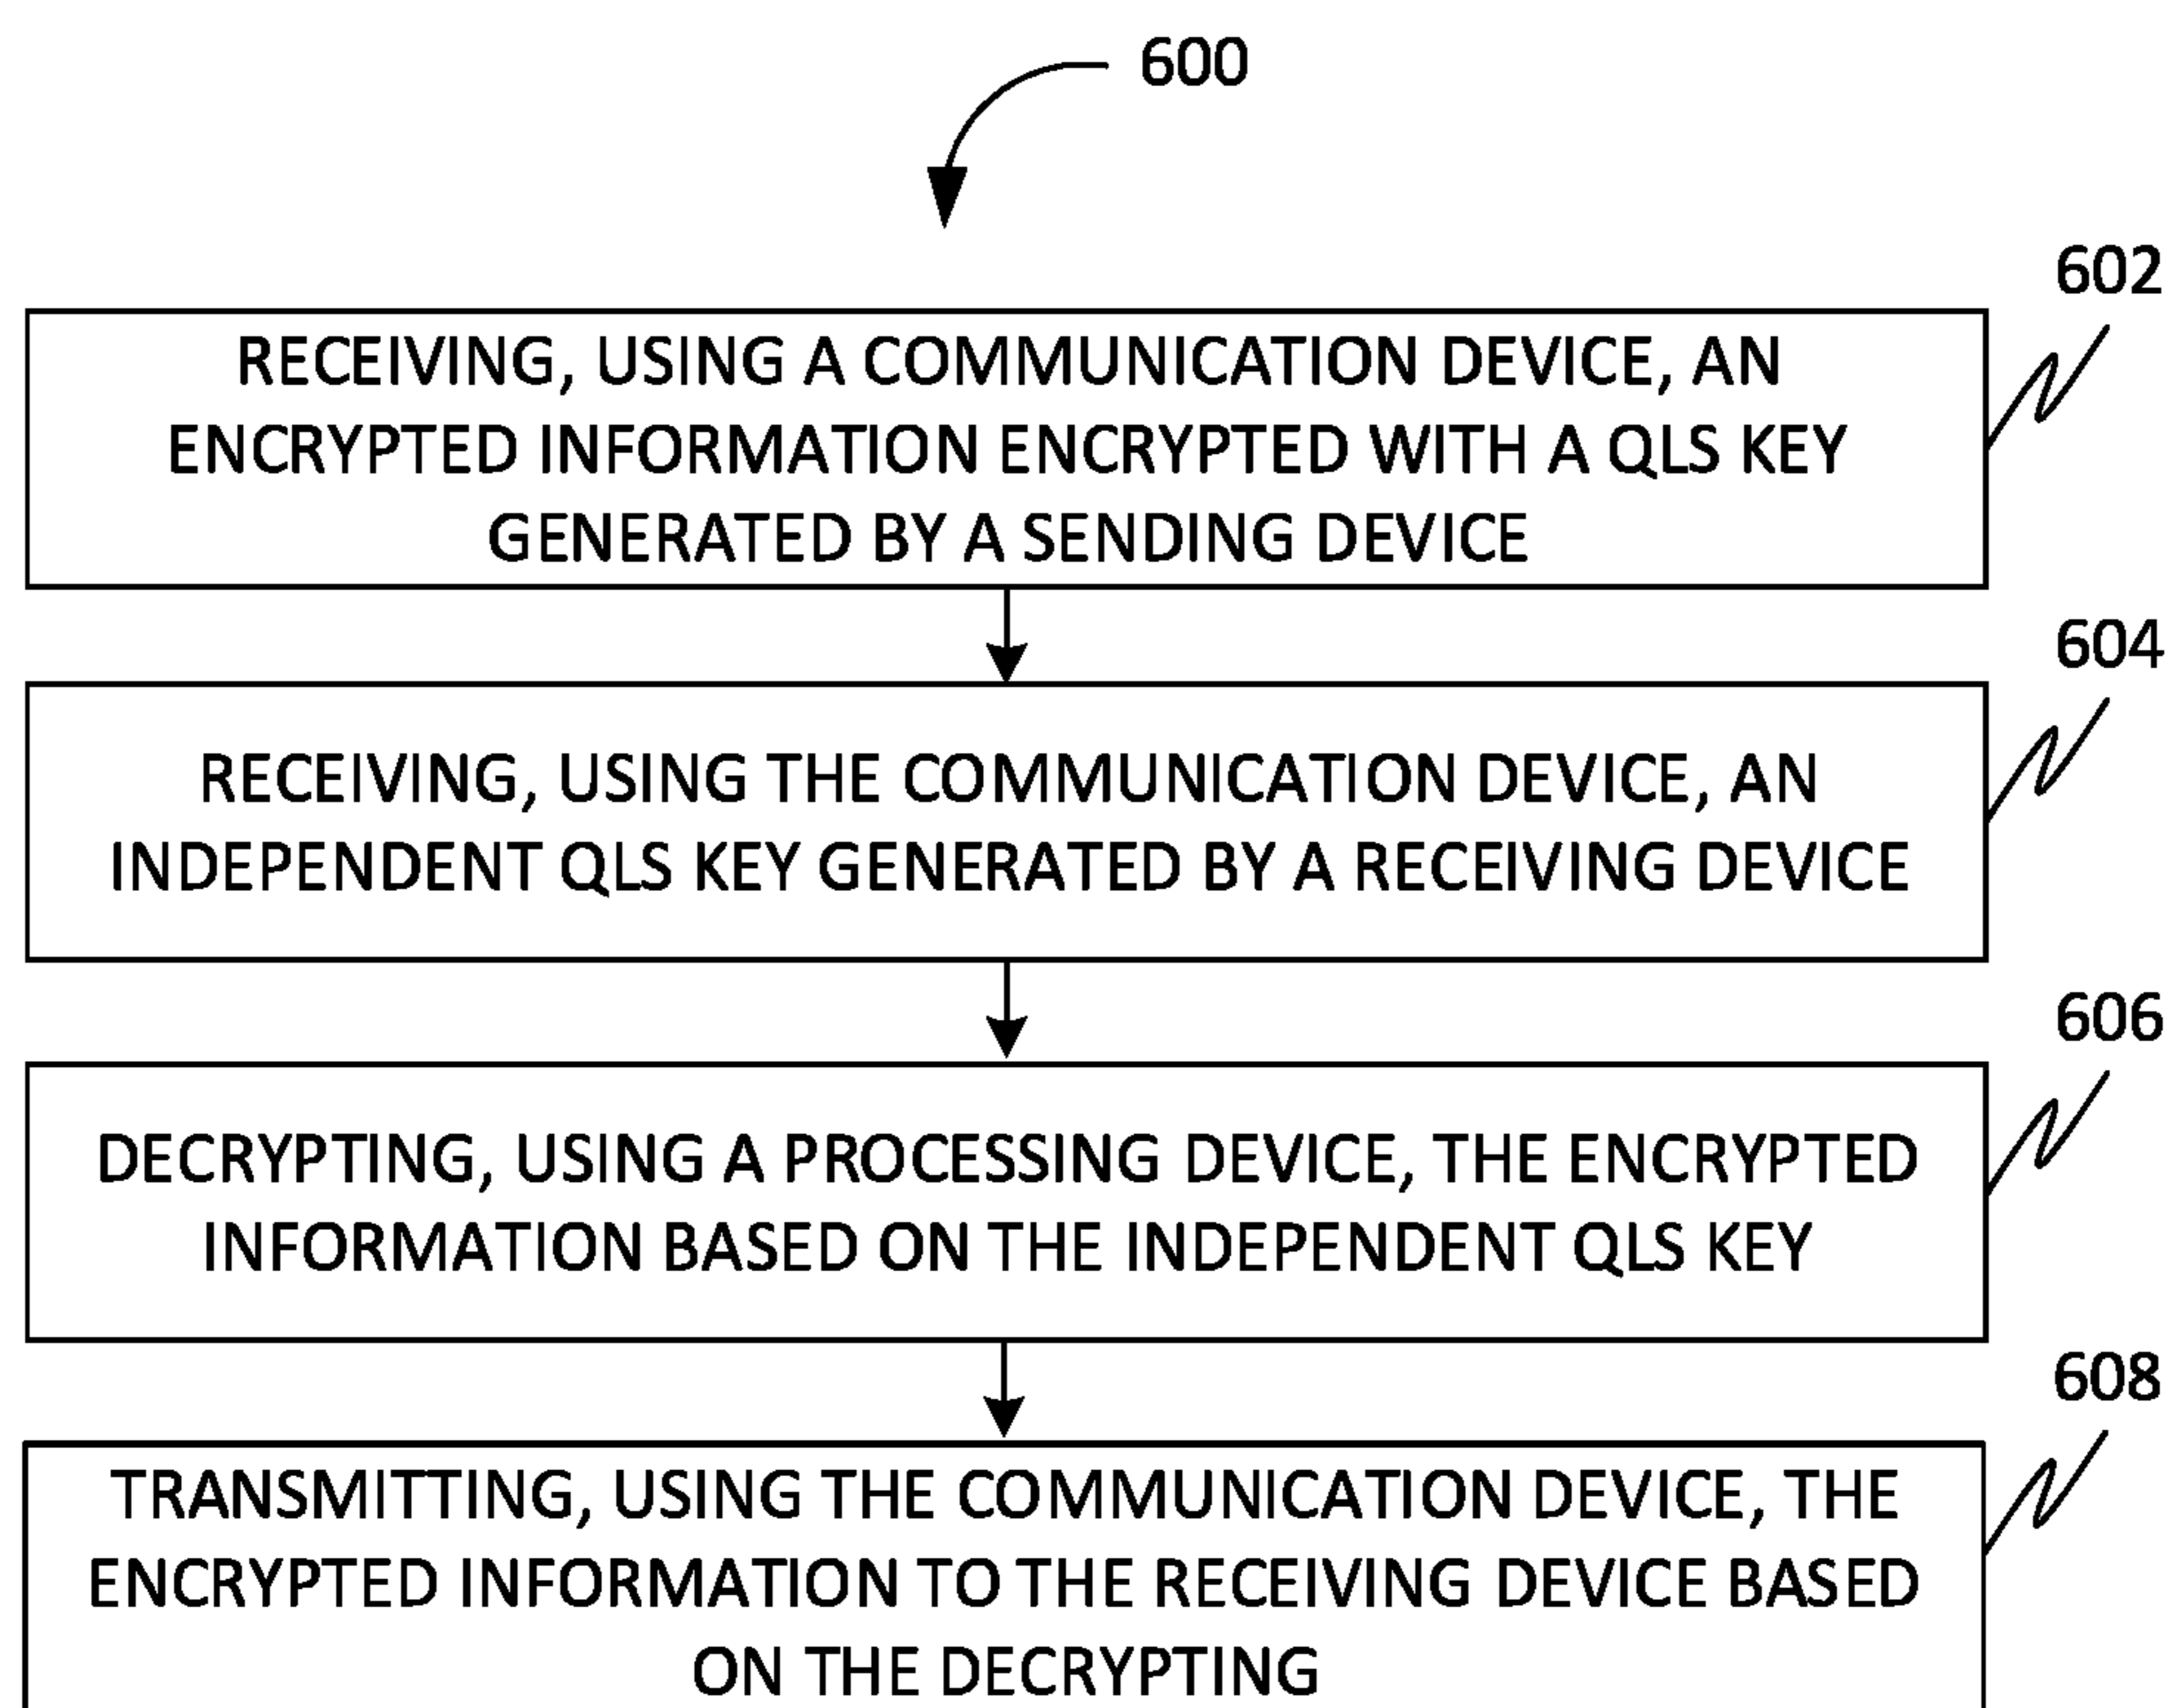 600
602
RECEIVING, USING A COMMUNICATION DEVICE, AN
ENCRYPTED INFORMATION ENCRYPTED WITH A QLS KEY
GENERATED BY A SENDING DEVICE
604
RECEIVING, USING THE COMMUNICATION DEVICE, AN
INDEPENDENT QLS KEY GENERATED BY A RECEIVING DEVICE
606
DECRYPTING, USING A PROCESSING DEVICE, THE ENCRYPTED
INFORMATION BASED ON THE INDEPENDENT QLS KEY
608
TRANSMITTING, USING THE COMMUNICATION DEVICE, THE
ENCRYPTED INFORMATION TO THE RECEIVING DEVICE BASED
ON THE DECRYPTING